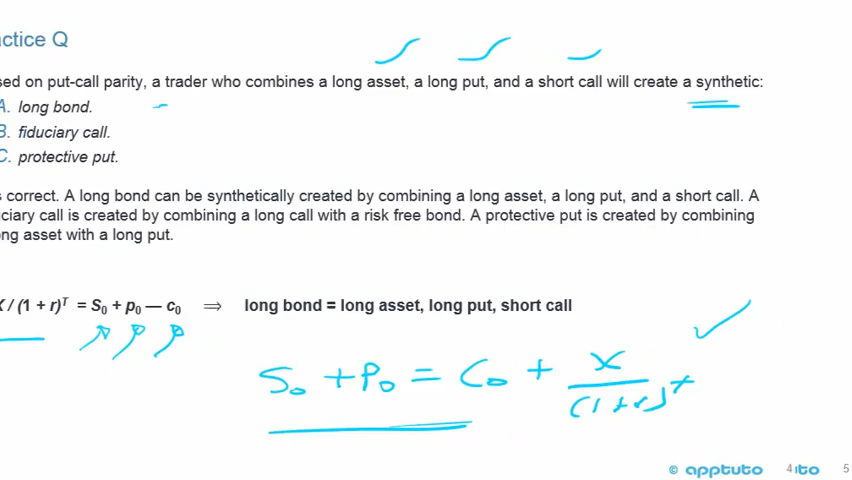 ctice Q
sed on put-call parity, a trader who combines a long asset, a long put, and a short call will create a synthetic:
A. long bond.
B. fiduciary call.
C. protective put.
s correct. A long bond can be synthetically created by combining a long asset, a long put, and a short call. A
uciary call is created by combining a long call with a risk free bond. A protective put is created by combining
ng asset with a long put.
X / (1 + r)^T = S₀ + p₀ — c₀ ⇒ long bond = long asset, long put, short call
S₀ + P₀ = C₀ + X / (1+r)^t
© apptuto 4 ito 5